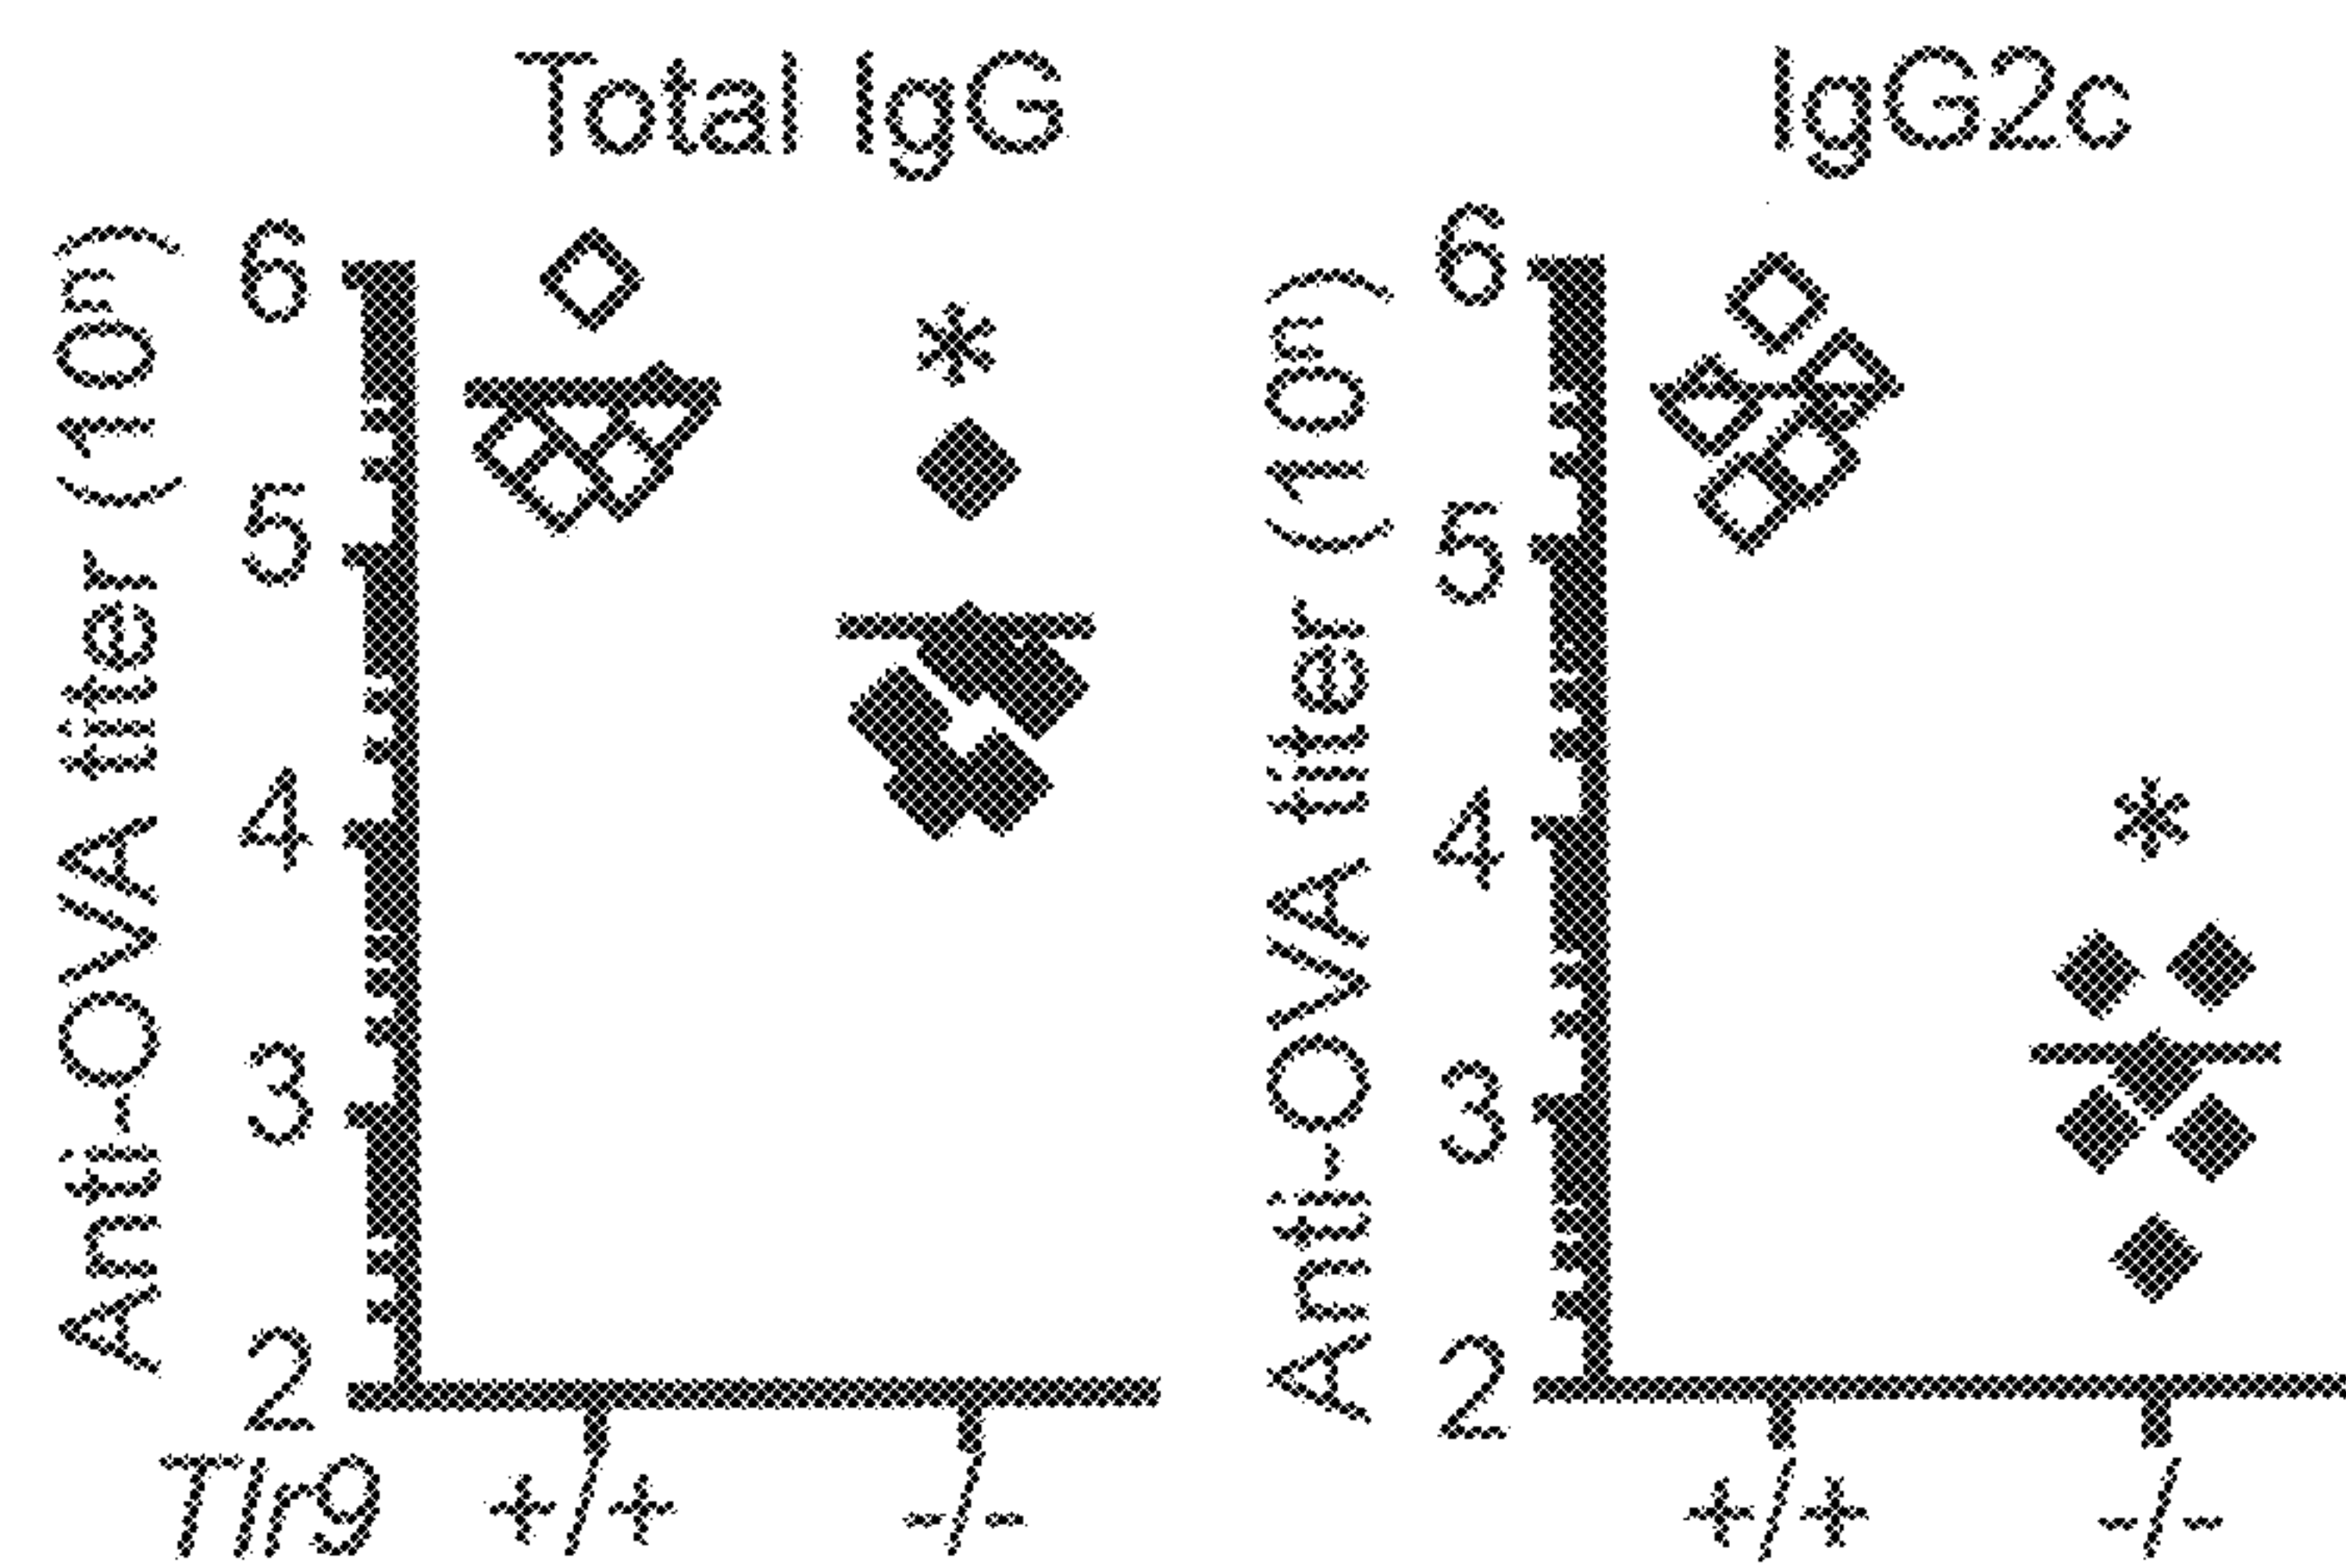 Total IgG
Anti-OVA titer (10n)
6
5
4
3
2
*
Tlr9 +/+ -/-
IgG2c
Anti-OVA titer (10n)
6
5
4
3
2
*
+/+ -/-